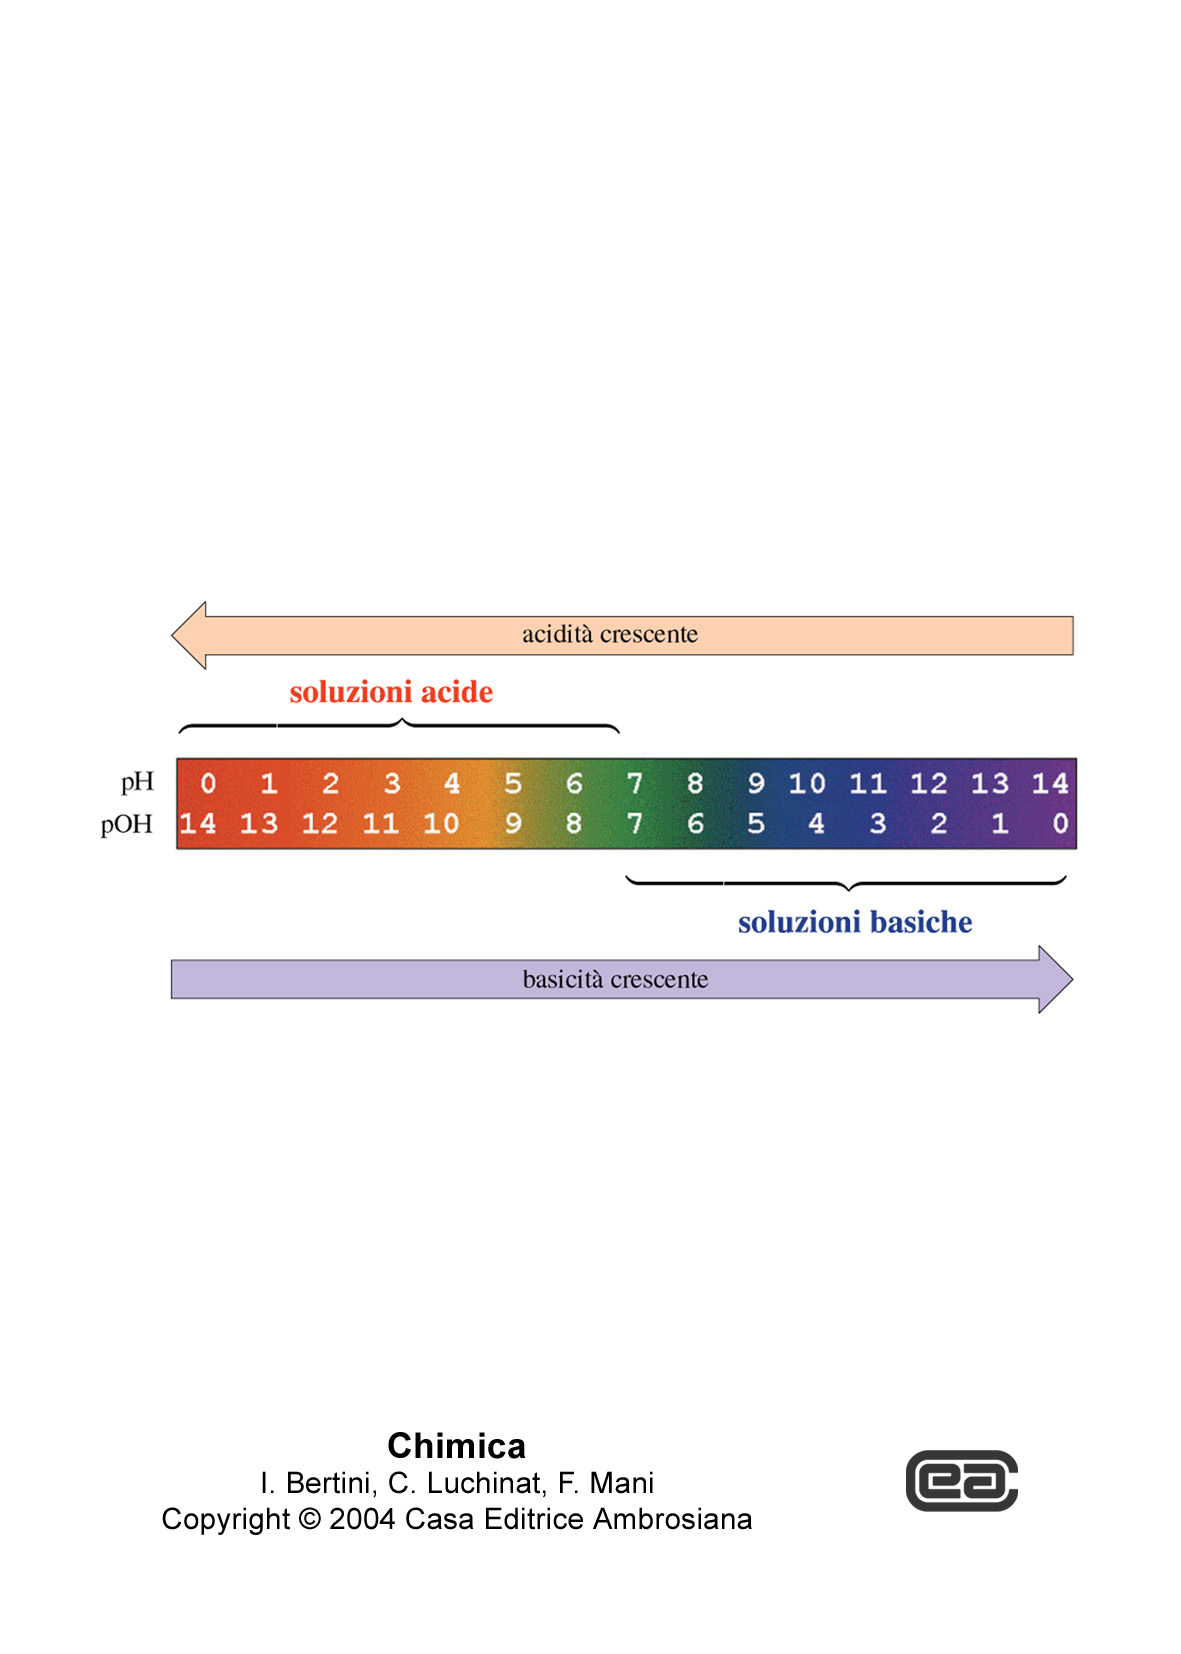 acidità crescente
soluzioni acide
pH 0 1 2 3 4 5 6 7 8 9 10 11 12 13 14
pOH 14 13 12 11 10 9 8 7 6 5 4 3 2 1 0
soluzioni basiche
basicità crescente
Chimica
I. Bertini, C. Luchinat, F. Mani
Copyright © 2004 Casa Editrice Ambrosiana
cea